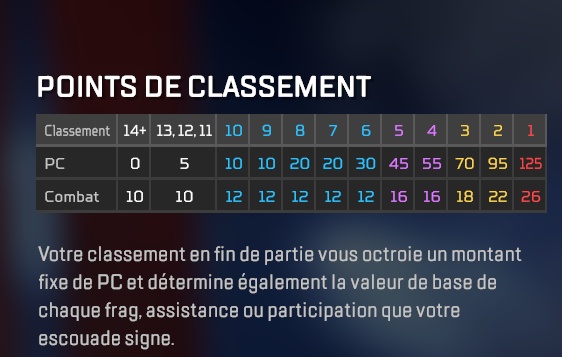 POINTS DE CLASSEMENT
Classement 14+ 13, 12, 11 10 9 8 7 6 5 4 3 2 1
PC 0 5 10 10 20 20 30 45 55 70 95 125
Combat 10 10 12 12 12 12 12 16 16 18 22 26
Votre classement en fin de partie vous octroie un montant
fixe de PC et détermine également la valeur de base de
chaque frag, assistance ou participation que votre
escouade signe.